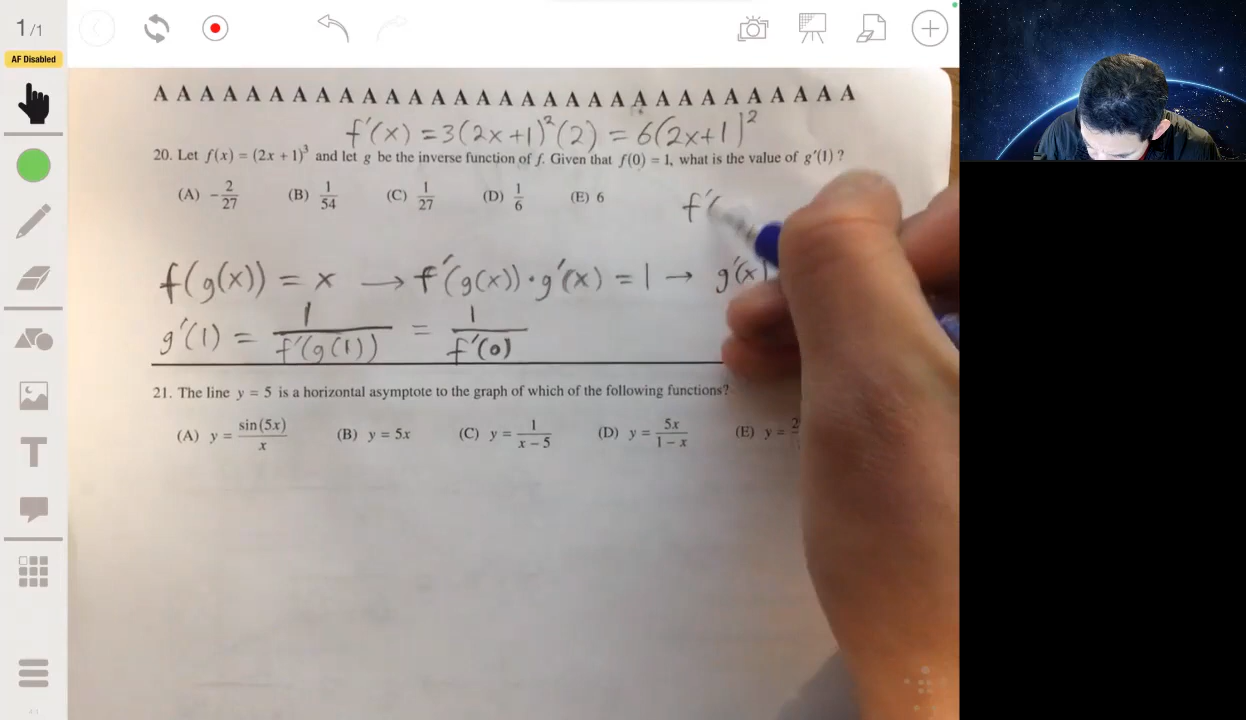 1/1
AF Disabled
A A A A A A A A A A A A A A A A A A A A A A A A A A A A A A A
f'(x) = 3(2x+1)²(2) = 6(2x+1)²
20. Let f(x) = (2x + 1)³ and let g be the inverse function of f. Given that f(0) = 1, what is the value of g'(1) ?
(A) -2/27 (B) 1/54 (C) 1/27 (D) 1/6 (E) 6
f'(
f(g(x)) = x → f'(g(x))·g'(x) = 1 → g'(x)
g'(1) = 1/f'(g(1)) = 1/f'(0)
21. The line y = 5 is a horizontal asymptote to the graph of which of the following functions?
(A) y = sin(5x)/x (B) y = 5x (C) y = 1/(x - 5) (D) y = 5x/(1 - x) (E) y =
T